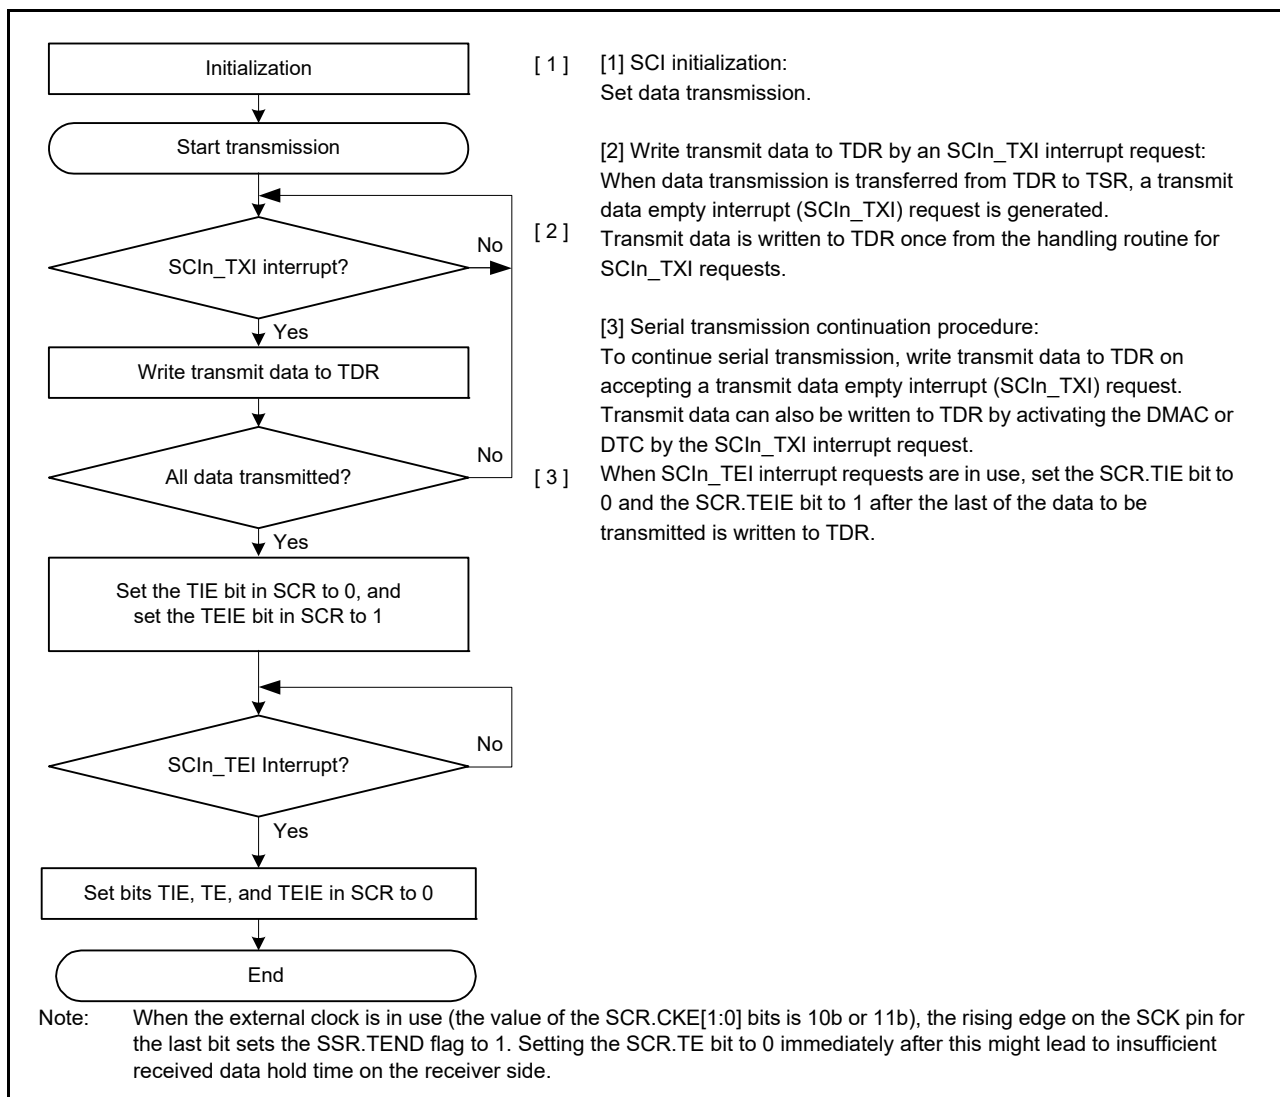 Initialization
[ 1 ]
[1] SCI initialization:
Set data transmission.
Start transmission
[2] Write transmit data to TDR by an SCIn_TXI interrupt request:
When data transmission is transferred from TDR to TSR, a transmit
data empty interrupt (SCIn_TXI) request is generated.
Transmit data is written to TDR once from the handling routine for
SCIn_TXI requests.
[ 2 ]
No
SCIn_TXI interrupt?
Yes
Write transmit data to TDR
[3] Serial transmission continuation procedure:
To continue serial transmission, write transmit data to TDR on
accepting a transmit data empty interrupt (SCIn_TXI) request.
Transmit data can also be written to TDR by activating the DMAC or
DTC by the SCIn_TXI interrupt request.
When SCIn_TEI interrupt requests are in use, set the SCR.TIE bit to
0 and the SCR.TEIE bit to 1 after the last of the data to be
transmitted is written to TDR.
No
All data transmitted?
[ 3 ]
Yes
Set the TIE bit in SCR to 0, and
set the TEIE bit in SCR to 1
No
SCIn_TEI Interrupt?
Yes
Set bits TIE, TE, and TEIE in SCR to 0
End
Note: When the external clock is in use (the value of the SCR.CKE[1:0] bits is 10b or 11b), the rising edge on the SCK pin for
the last bit sets the SSR.TEND flag to 1. Setting the SCR.TE bit to 0 immediately after this might lead to insufficient
received data hold time on the receiver side.